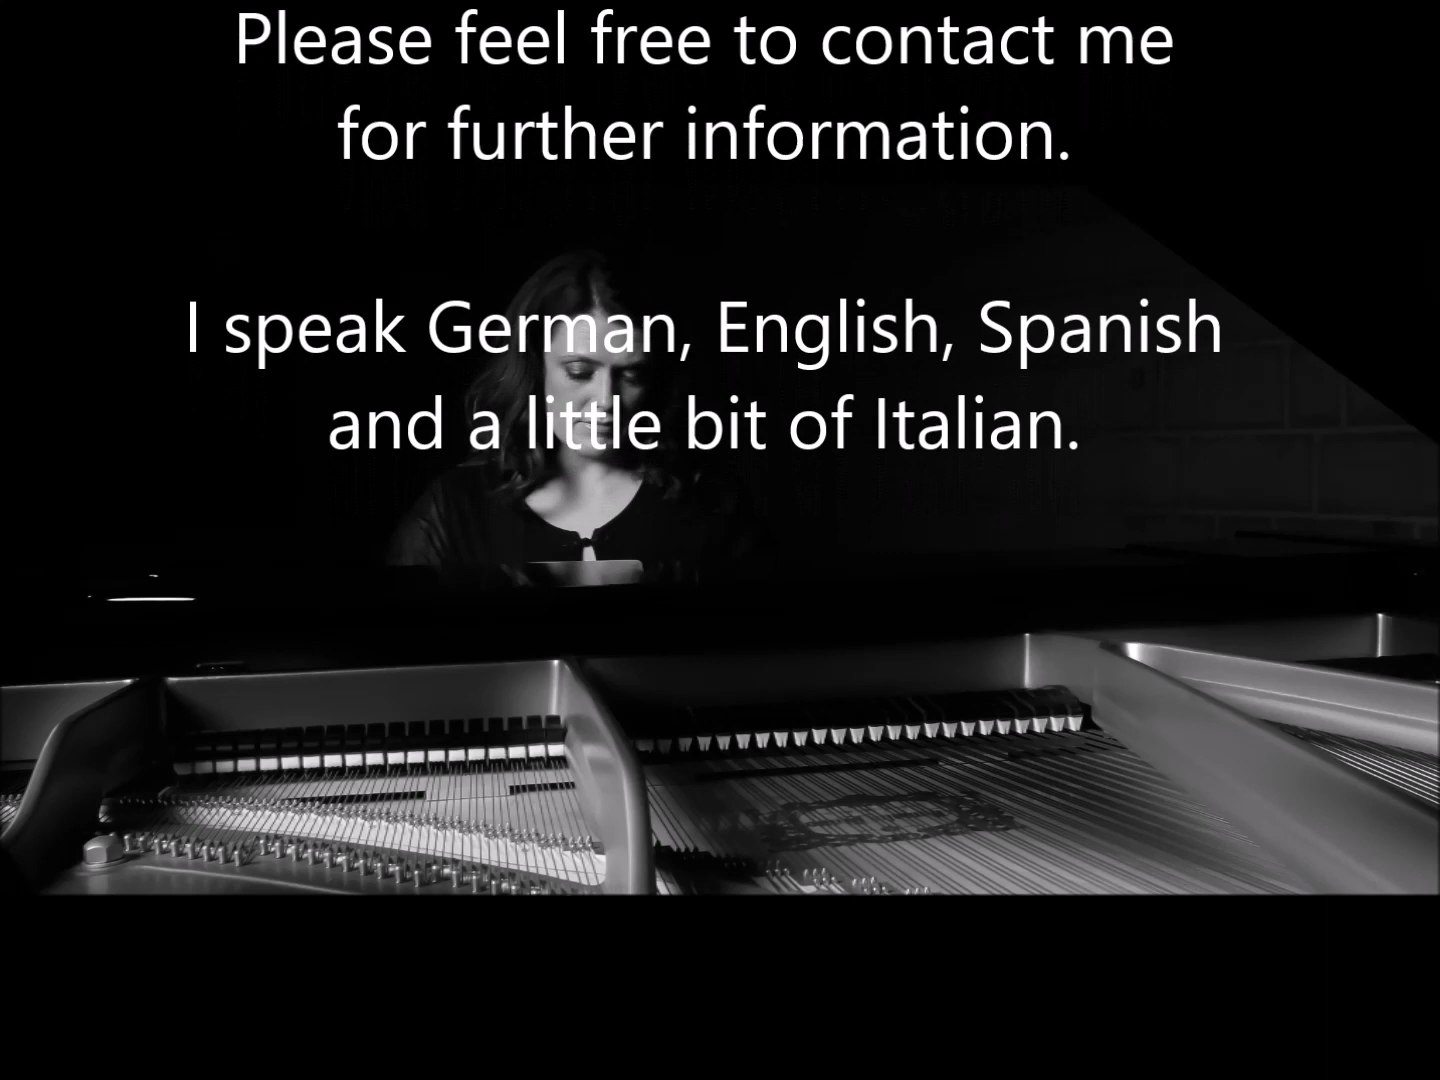 Please feel free to contact me
for further information.
I speak German, English, Spanish
and a little bit of Italian.